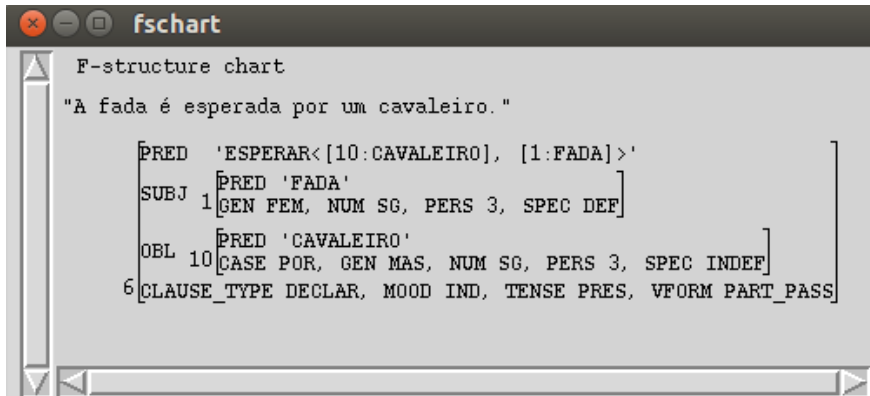 fschart
F-structure chart
"A fada é esperada por um cavaleiro."
PRED 'ESPERAR<[10:CAVALEIRO], [1:FADA]>'
PRED 'FADA'
SUBJ 1
GEN FEM, NUM SG, PERS 3, SPEC DEF
PRED 'CAVALEIRO'
OBL 10
CASE POR, GEN MAS, NUM SG, PERS 3, SPEC INDEF
6 CLAUSE_TYPE DECLAR, MOOD IND, TENSE PRES, VFORM PART_PASS